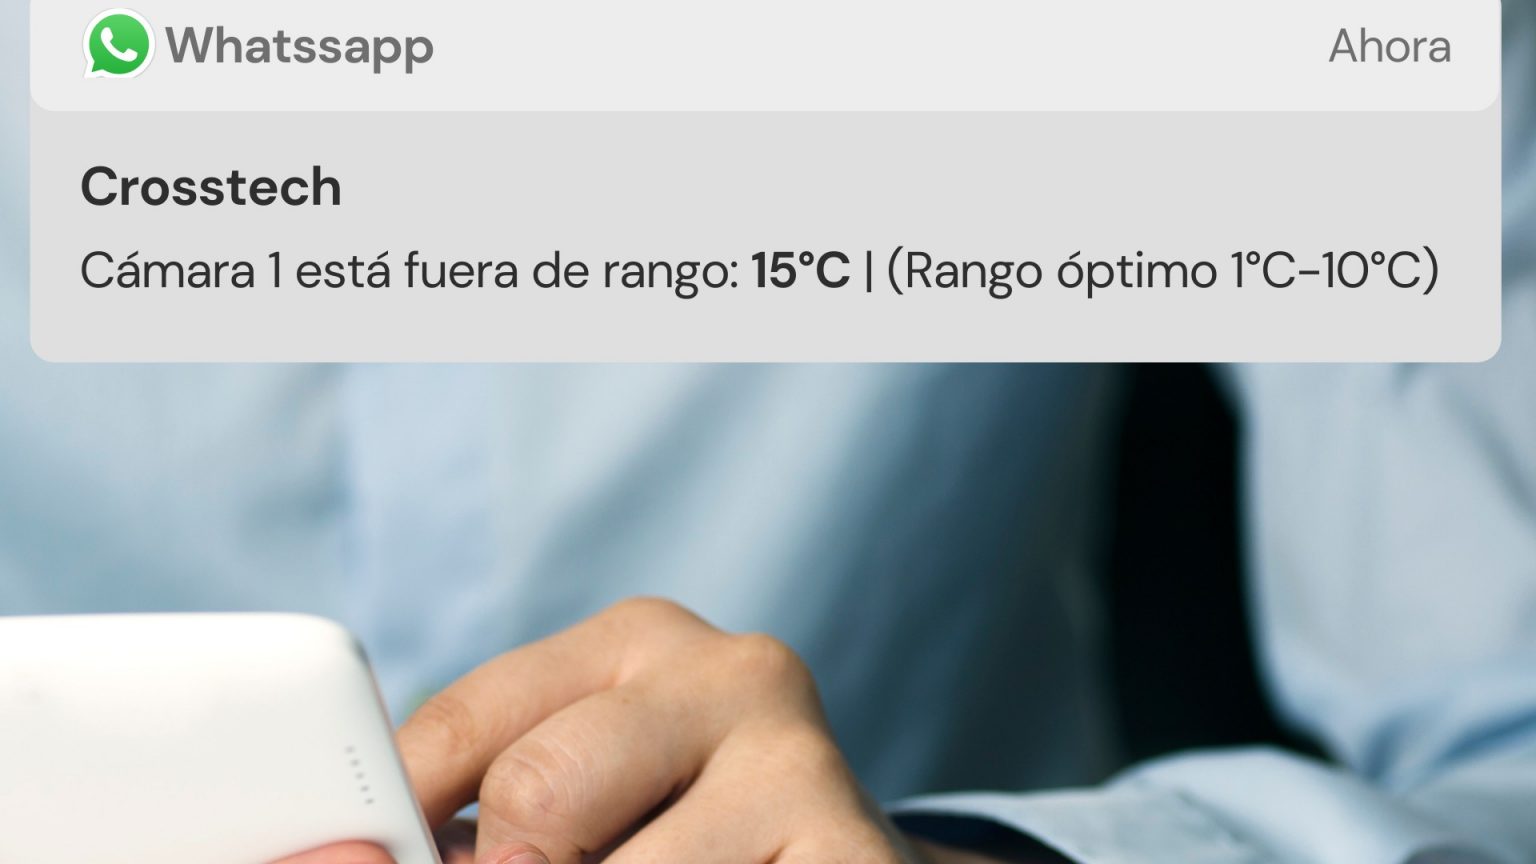 Whatssapp Ahora
Crosstech
Cámara 1 está fuera de rango: 15°C | (Rango óptimo 1°C-10°C)